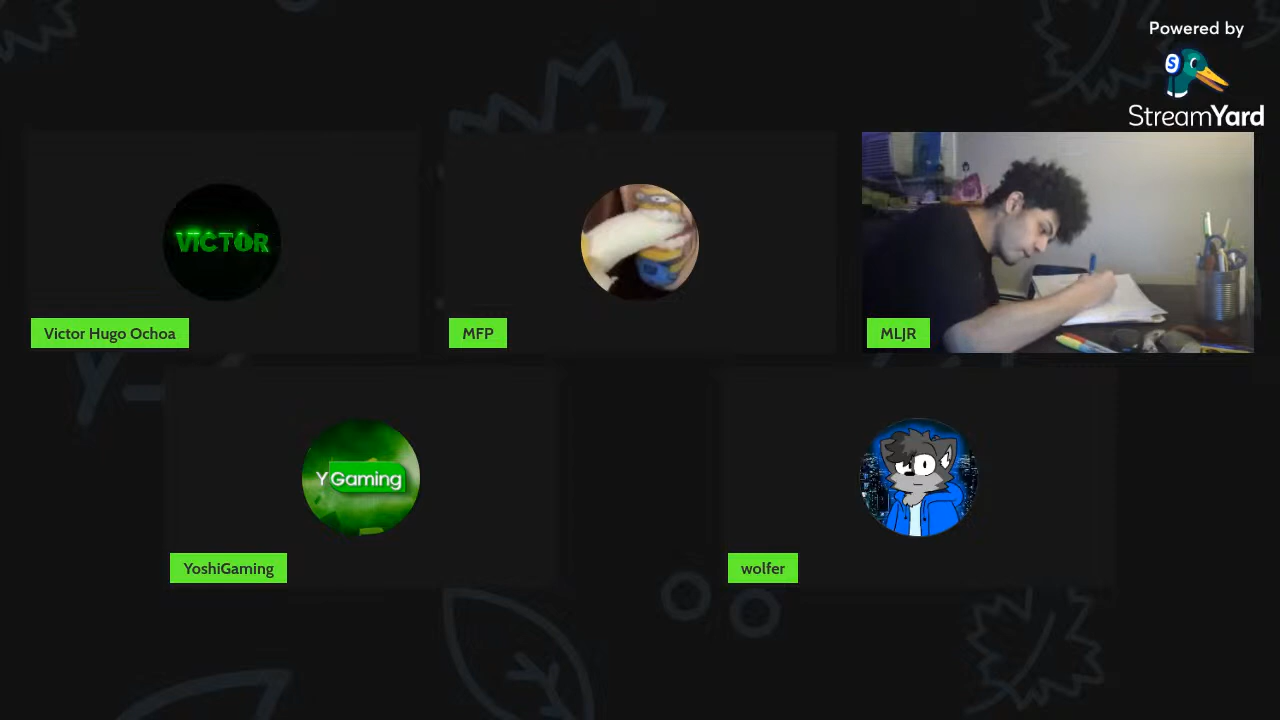 Powered by
S
StreamYard
VICTOR
Victor Hugo Ochoa
MFP
MLJR
Y Gaming
YoshiGaming
wolfer